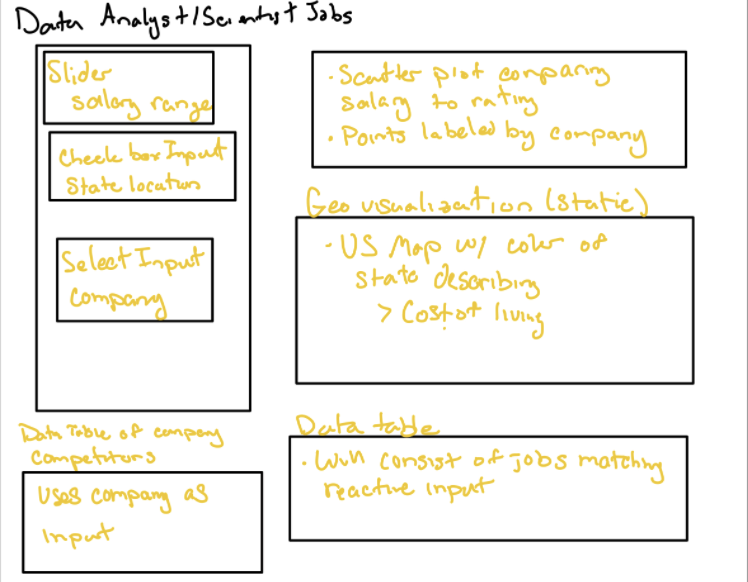 Data Analyst/Scientist Jobs
Slider
salary range
Check box Input
State location
Select Input
Company
• Scatter plot company
salary to rating
• Points labeled by company
Geo visualization (static)
• US Map w/ color of
state describing
> Cost of living
Data Table of company
competitors
Uses company as
Input
Data table
• Will consist of jobs matching
reactive input